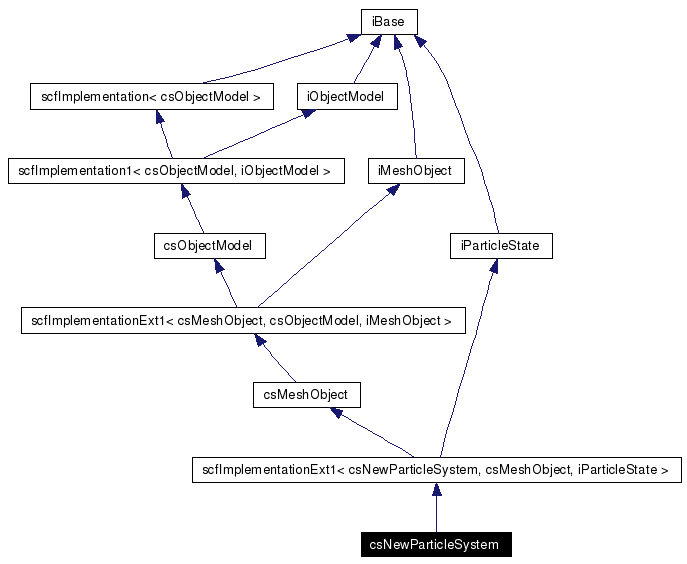 iBase
scfImplementation< csObjectModel >
iObjectModel
scfImplementation1< csObjectModel, iObjectModel >
iMeshObject
csObjectModel
iParticleState
scfImplementationExt1< csMeshObject, csObjectModel, iMeshObject >
csMeshObject
scfImplementationExt1< csNewParticleSystem, csMeshObject, iParticleState >
csNewParticleSystem